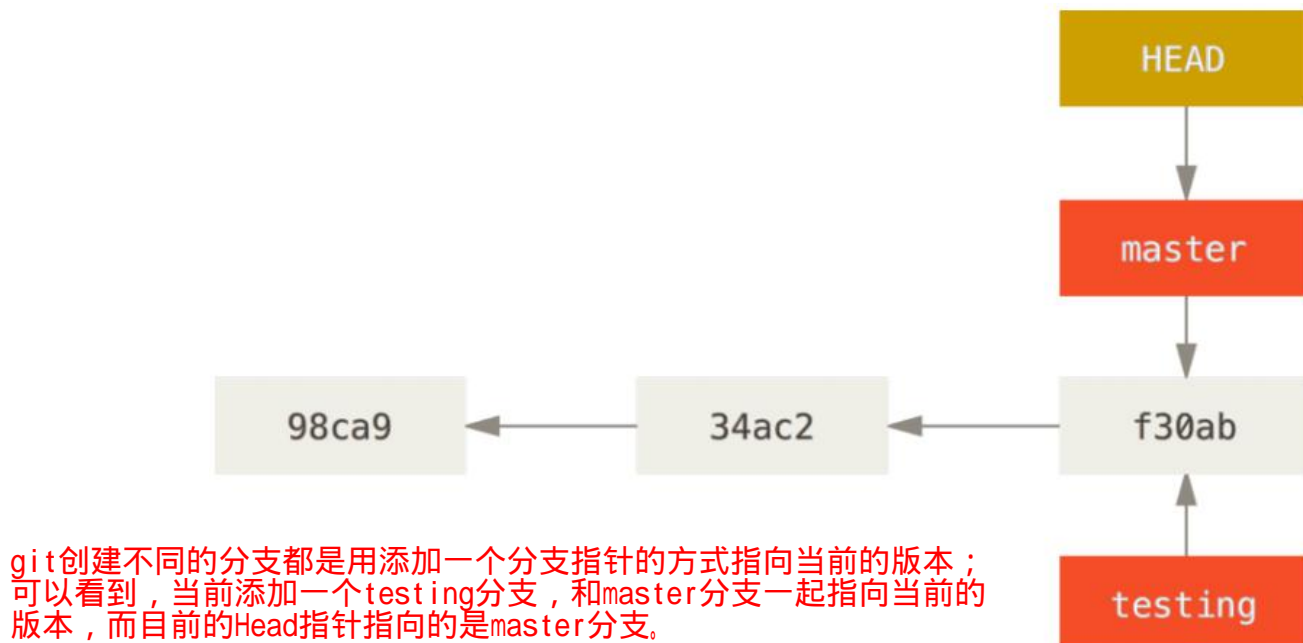 HEAD
master
98ca9
34ac2
f30ab
git创建不同的分支都是用添加一个分支指针的方式指向当前的版本；
可以看到，当前添加一个testing分支，和master分支一起指向当前的
版本，而目前的Head指针指向的是master分支。
testing